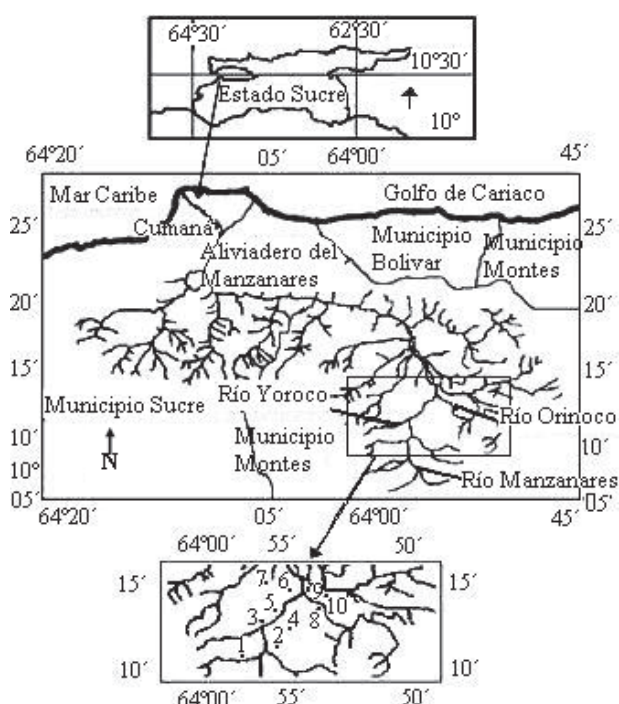 64°30' 62°30'
10°30'
Estado Sucre
10°
64°20' 05' 64°00' 45'
Mar Caribe Golfo de Cariaco
25' 25'
Cumaná Municipio Municipio
Aliviadero del Bolivar Montes
Manzanares
20' 20'
15' 15'
Río Yoroco
Municipio Sucre Río Orinoco
10' Municipio 10'
N Montes
10° Río Manzanares
05' 05'
64°20' 05' 64°00' 45'
64°00' 55' 50'
15' 7 6 9 15'
5 10
3 4 8
1 2
10' 10'
64°00' 55' 50'